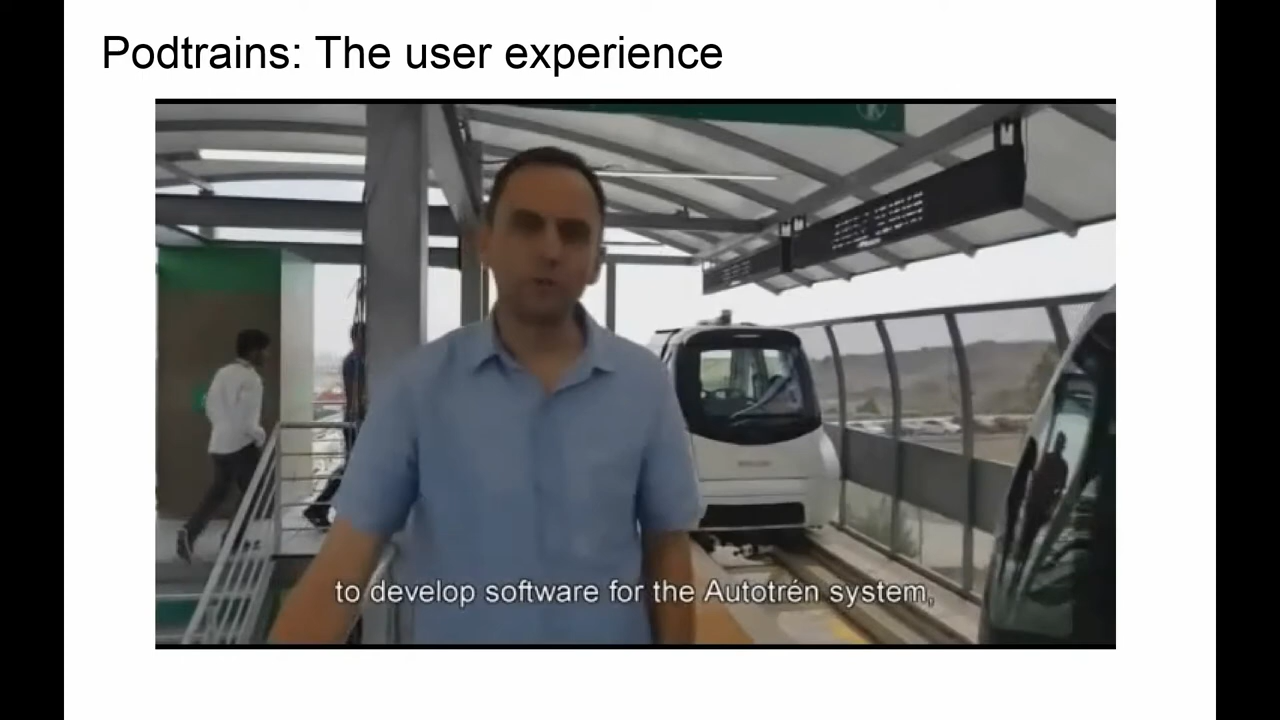 Podtrains: The user experience
to develop software for the Autotrén system,